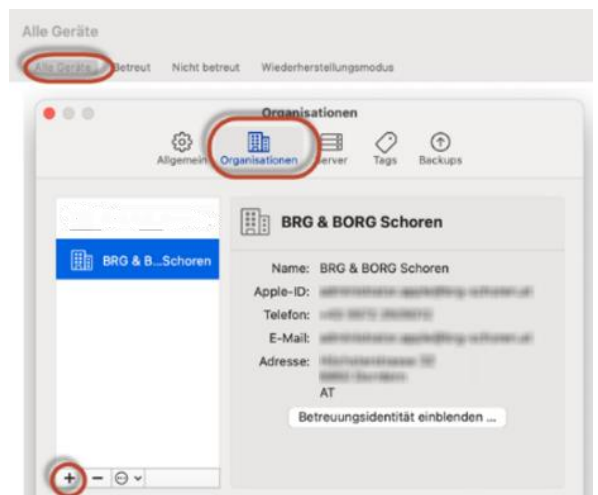 Alle Geräte
Alle Geräte Betreut Nicht betreut Wiederherstellungsmodus
Organisationen
Allgemein Organisationen Server Tags Backups
BRG & BORG Schoren
BRG & B...Schoren
Name: BRG & BORG Schoren
Apple-ID:
Telefon:
E-Mail:
Adresse:
AT
Betreuungsidentität einblenden ...